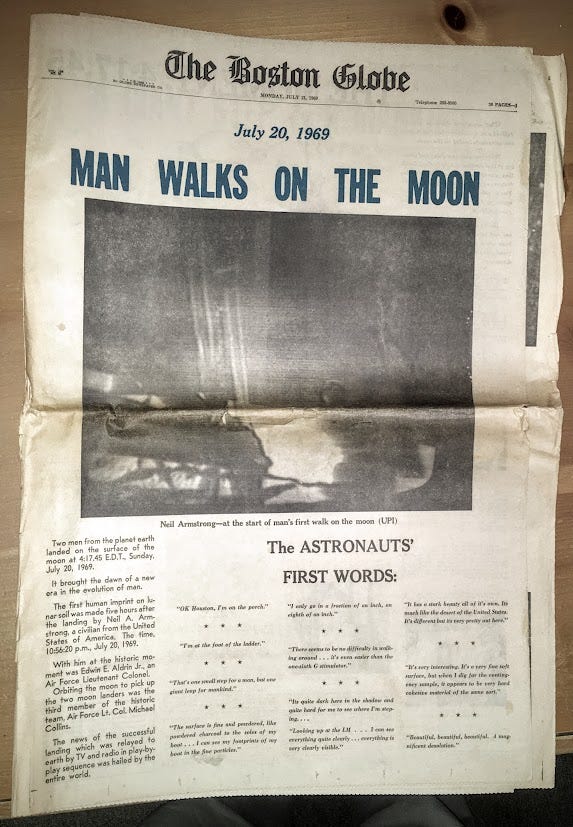 The Boston Globe
MONDAY, JULY 21, 1969
Telephone 288-8000
July 20, 1969
MAN WALKS ON THE MOON
Neil Armstrong—at the start of man's first walk on the moon (UPI)
Two men from the planet earth
landed on the surface of the
moon at 4:17.45 E.D.T., Sunday,
July 20, 1969.
It brought the dawn of a new
era in the evolution of man.
The first human imprint on lu-
nar soil was made five hours after
the landing by Neil A. Arm-
strong, a civilian from the United
States of America. The time,
10:56:20 p.m., July 20, 1969.
With him at the historic mo-
ment was Edwin E. Aldrin Jr., an
Air Force Lieutenant Colonel.
Orbiting the moon to pick up
the two moon landers was the
third member of the historic
team, Air Force Lt. Col. Michael
Collins.
The news of the successful
landing which was relayed to
earth by TV and radio in play-by-
play sequence was hailed by the
entire world.
The ASTRONAUTS'
FIRST WORDS:
"OK Houston, I'm on the porch."
* * *
"I'm at the foot of the ladder."
* * *
"That's one small step for a man, but one
giant leap for mankind."
* * *
"The surface is fine and powdered, like
powdered charcoal to the soles of my
boot . . . I can see my footprints of my
boot in the fine particles."
"I only go in a fraction of an inch, an
eighth of an inch."
* * *
"There seems to be no difficulty in walk-
ing around . . . it's even easier than the
one-sixth G simulator."
* * *
"Its quite dark here in the shadow and
quite hard for me to see where I'm step-
ing. . . .
"Looking up at the LM . . . I can see
everything quite clearly . . . everything is
very clearly visible."
"It has a stark beauty all of it's own. Its
much like the desert of the United States.
It's different but its very pretty out here."
* * *
"It's very interesting. It's a very fine soft
surface, but when I dig for the contin-
ency sample, it appears to be very hard
cohesive material of the same sort."
* * *
"Beautiful, beautiful, beautiful. A mag-
nificent desolation."